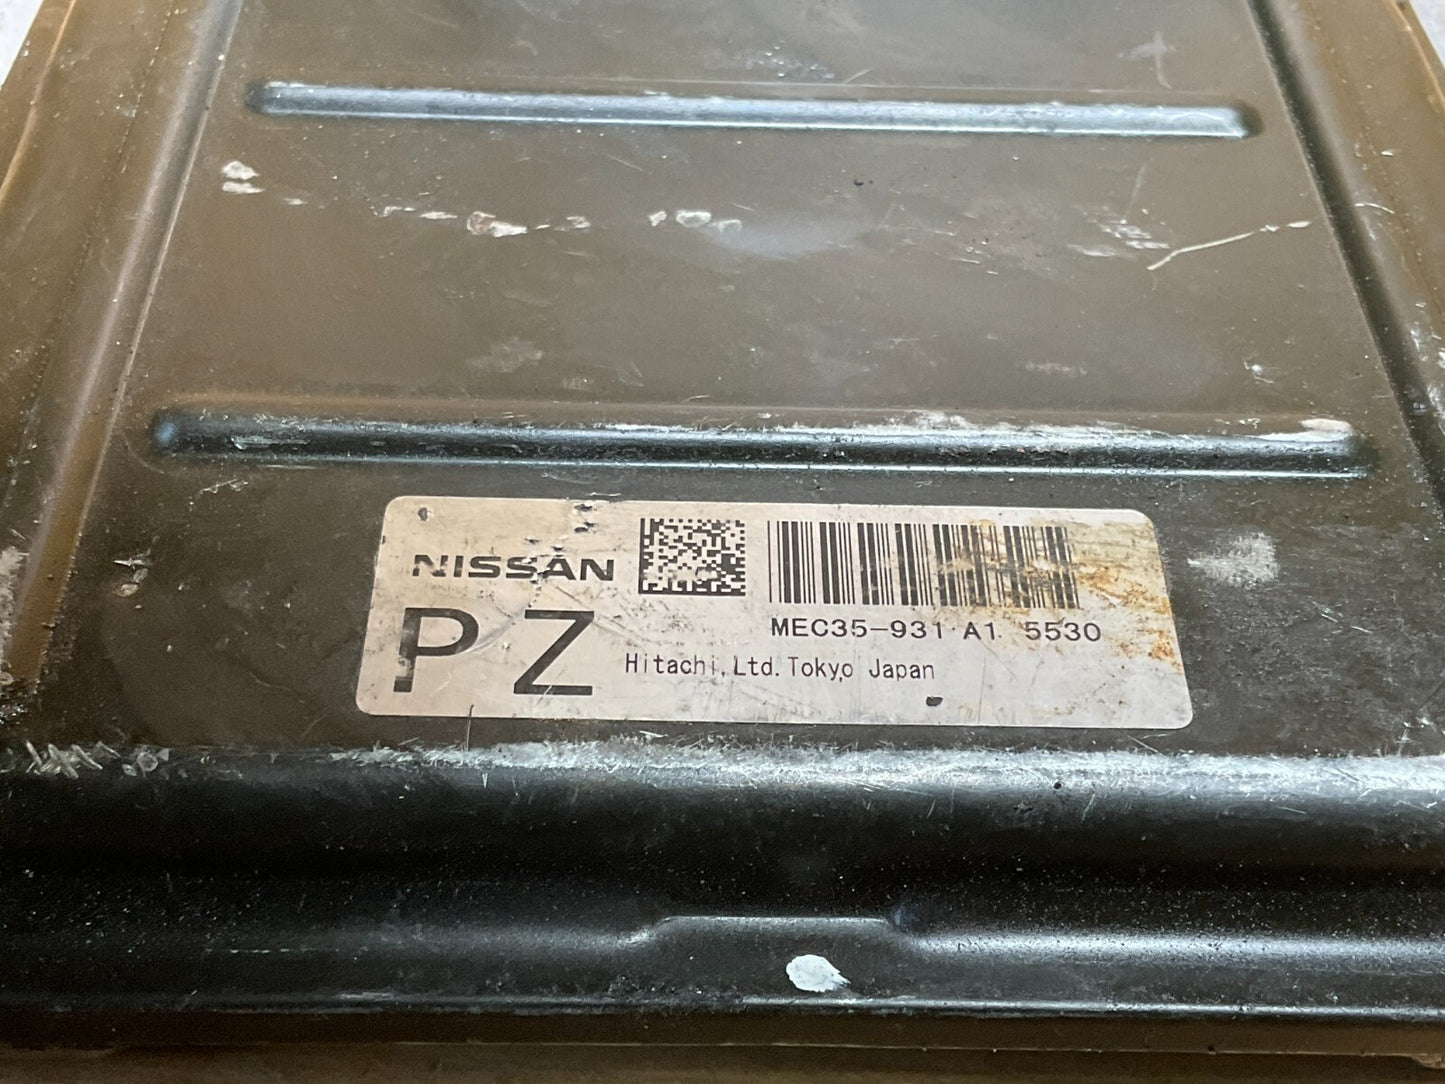 NISSAN
PZ
MEC35-931 A1 5530
Hitachi, Ltd. Tokyo Japan